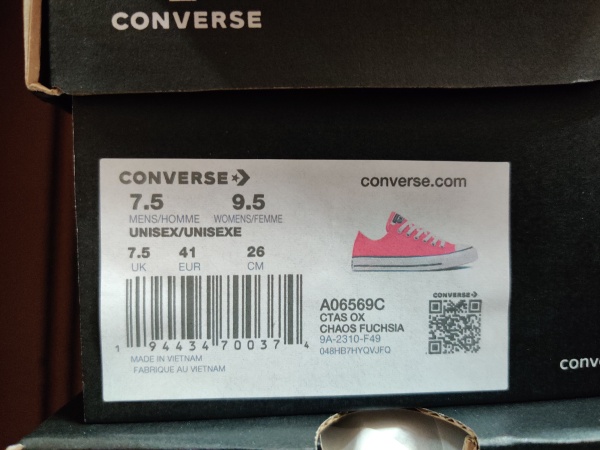 CONVERSE
CONVERSE
converse.com
7.5 9.5
MENS/HOMME WOMENS/FEMME
UNISEX/UNISEXE
7.5 41 26
UK EUR CM
1 94434 70037 4
MADE IN VIETNAM
FABRIQUE AU VIETNAM
A06569C
CTAS OX
CHAOS FUCHSIA
9A-2310-F49
048HB7HYQVJFQ
CONVERSE
conv